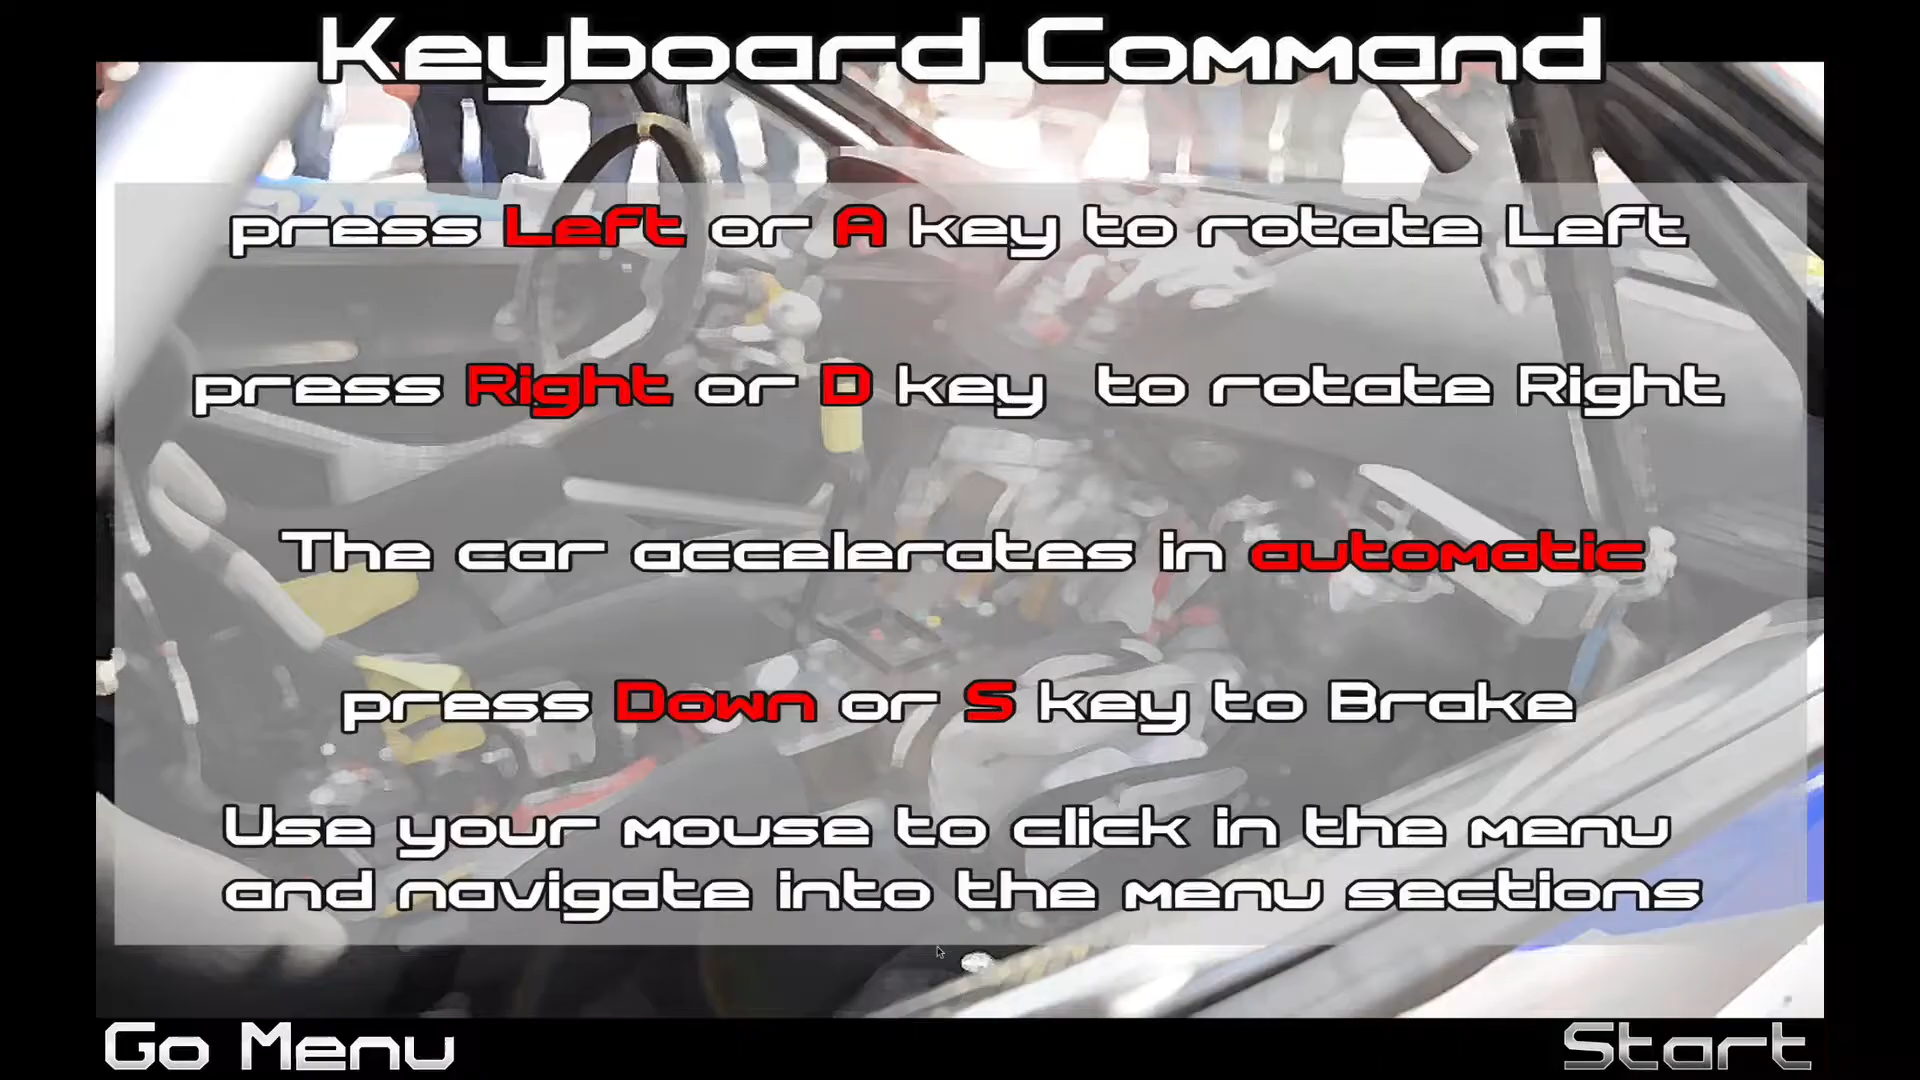 Keyboard Command
press Left or A key to rotate Left
press Right or D key to rotate Right
The car accelerates in automatic
press Down or S key to Brake
Use your mouse to click in the menu
and navigate into the menu sections
Go Menu
Start